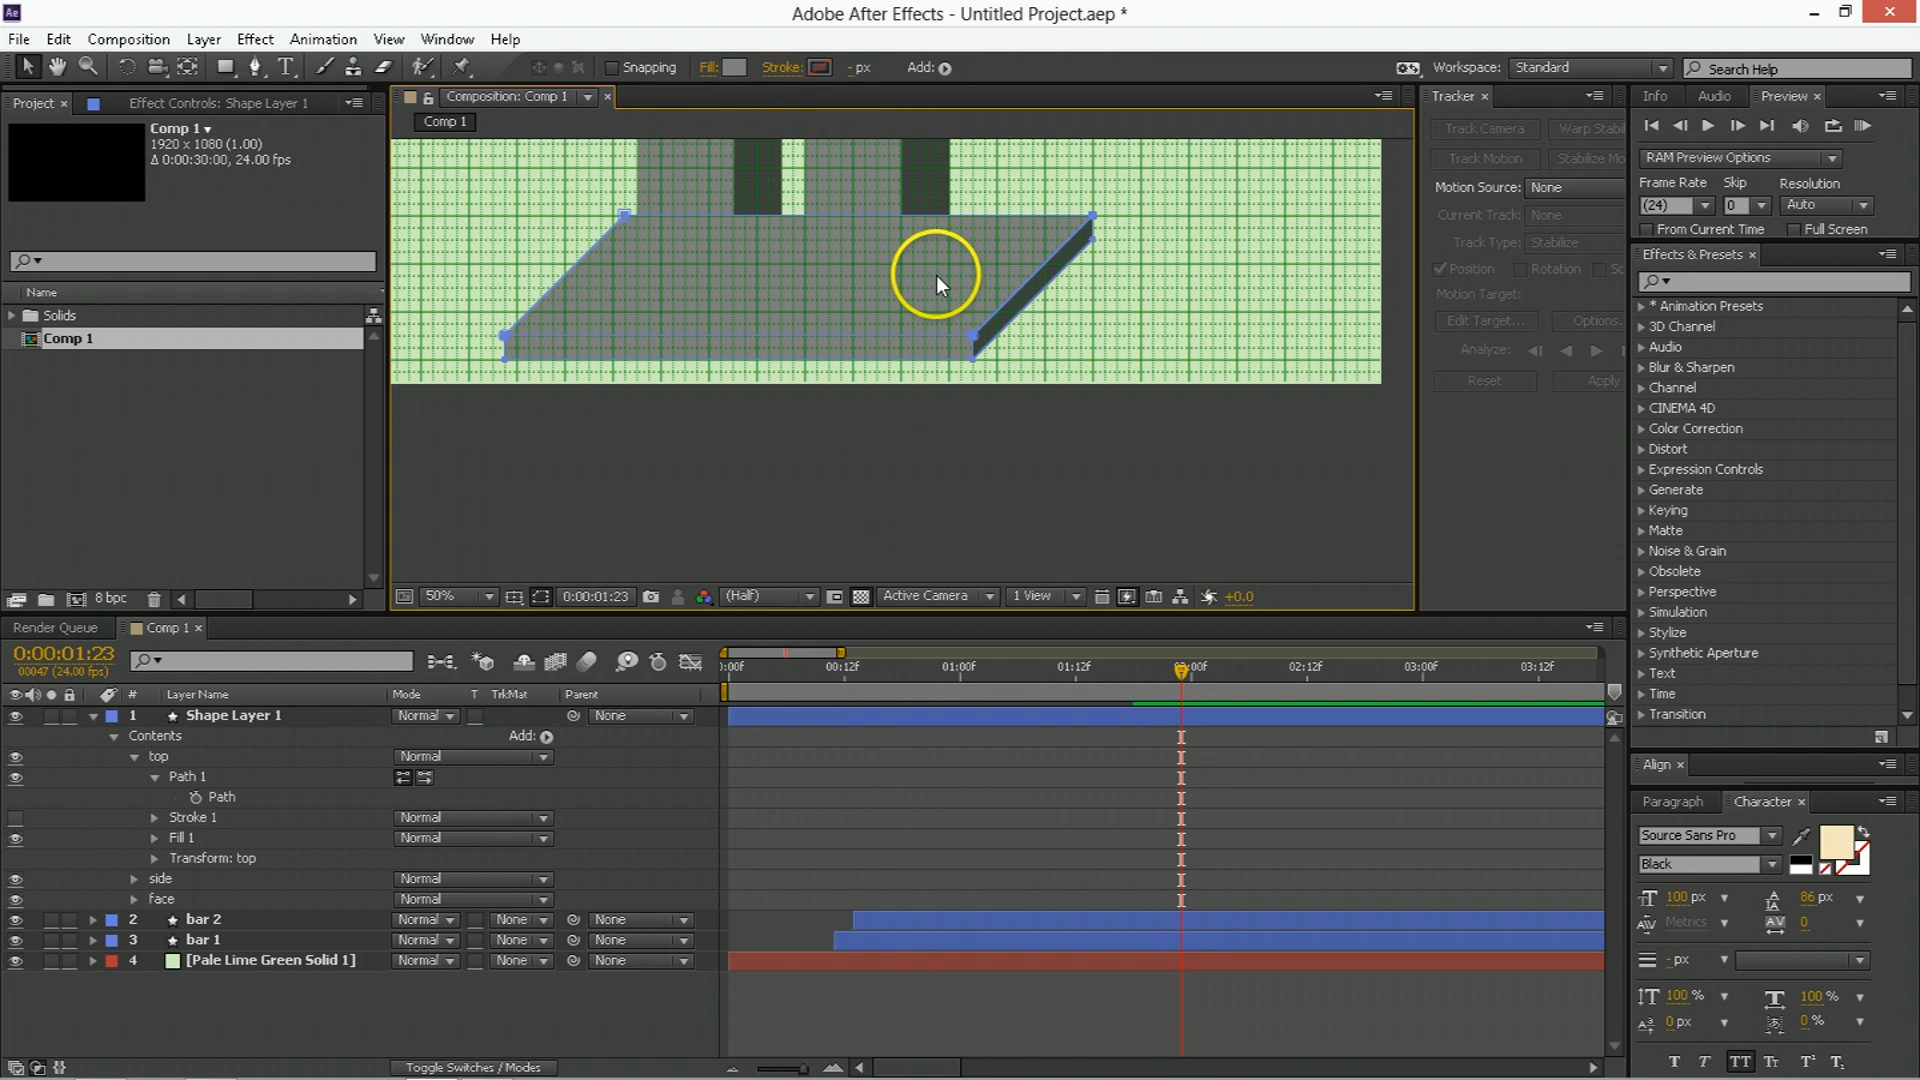 Ae Adobe After Effects - Untitled Project.aep *
File Edit Composition Layer Effect Animation View Window Help
Snapping Fill: Stroke: - px Add: Workspace: Standard Search Help
Project × Effect Controls: Shape Layer 1 Composition: Comp 1 × Tracker × Info Audio Preview ×
Comp 1
Comp 1▼
1920 x 1080 (1.00)
Δ 0:00:30:00, 24.00 fps
Name
Solids
Comp 1
8 bpc
Track Camera Warp Stabil
Track Motion Stabilize Mo
Motion Source: None
Current Track: None
Track Type: Stabilize
Position Rotation Sc
Motion Target:
Edit Target... Options.
Analyze:
Reset Apply
RAM Preview Options
Frame Rate Skip Resolution
(24) 0 Auto
From Current Time Full Screen
Effects & Presets ×
* Animation Presets
3D Channel
Audio
Blur & Sharpen
Channel
CINEMA 4D
Color Correction
Distort
Expression Controls
Generate
Keying
Matte
Noise & Grain
Obsolete
Perspective
Simulation
Stylize
Synthetic Aperture
Text
Time
Transition
50% 0:00:01:23 (Half) Active Camera 1 View +0.0
Render Queue Comp 1 ×
0:00:01:23
00047 (24.00 fps)
:00f 00:12f 01:00f 01:12f :00f 02:12f 03:00f 03:12f
# Layer Name Mode T TrkMat Parent
1 Shape Layer 1 Normal None
Contents Add:
top Normal
Path 1
Path
Stroke 1 Normal
Fill 1 Normal
Transform: top
side Normal
face Normal
2 bar 2 Normal None None
3 bar 1 Normal None None
4 [Pale Lime Green Solid 1] Normal None None
Toggle Switches / Modes
Align ×
Paragraph Character ×
Source Sans Pro
Black
100 px 86 px
Metrics 0
- px
100 % 100 %
0 px 0 %
T T TT Tt T¹ T₁